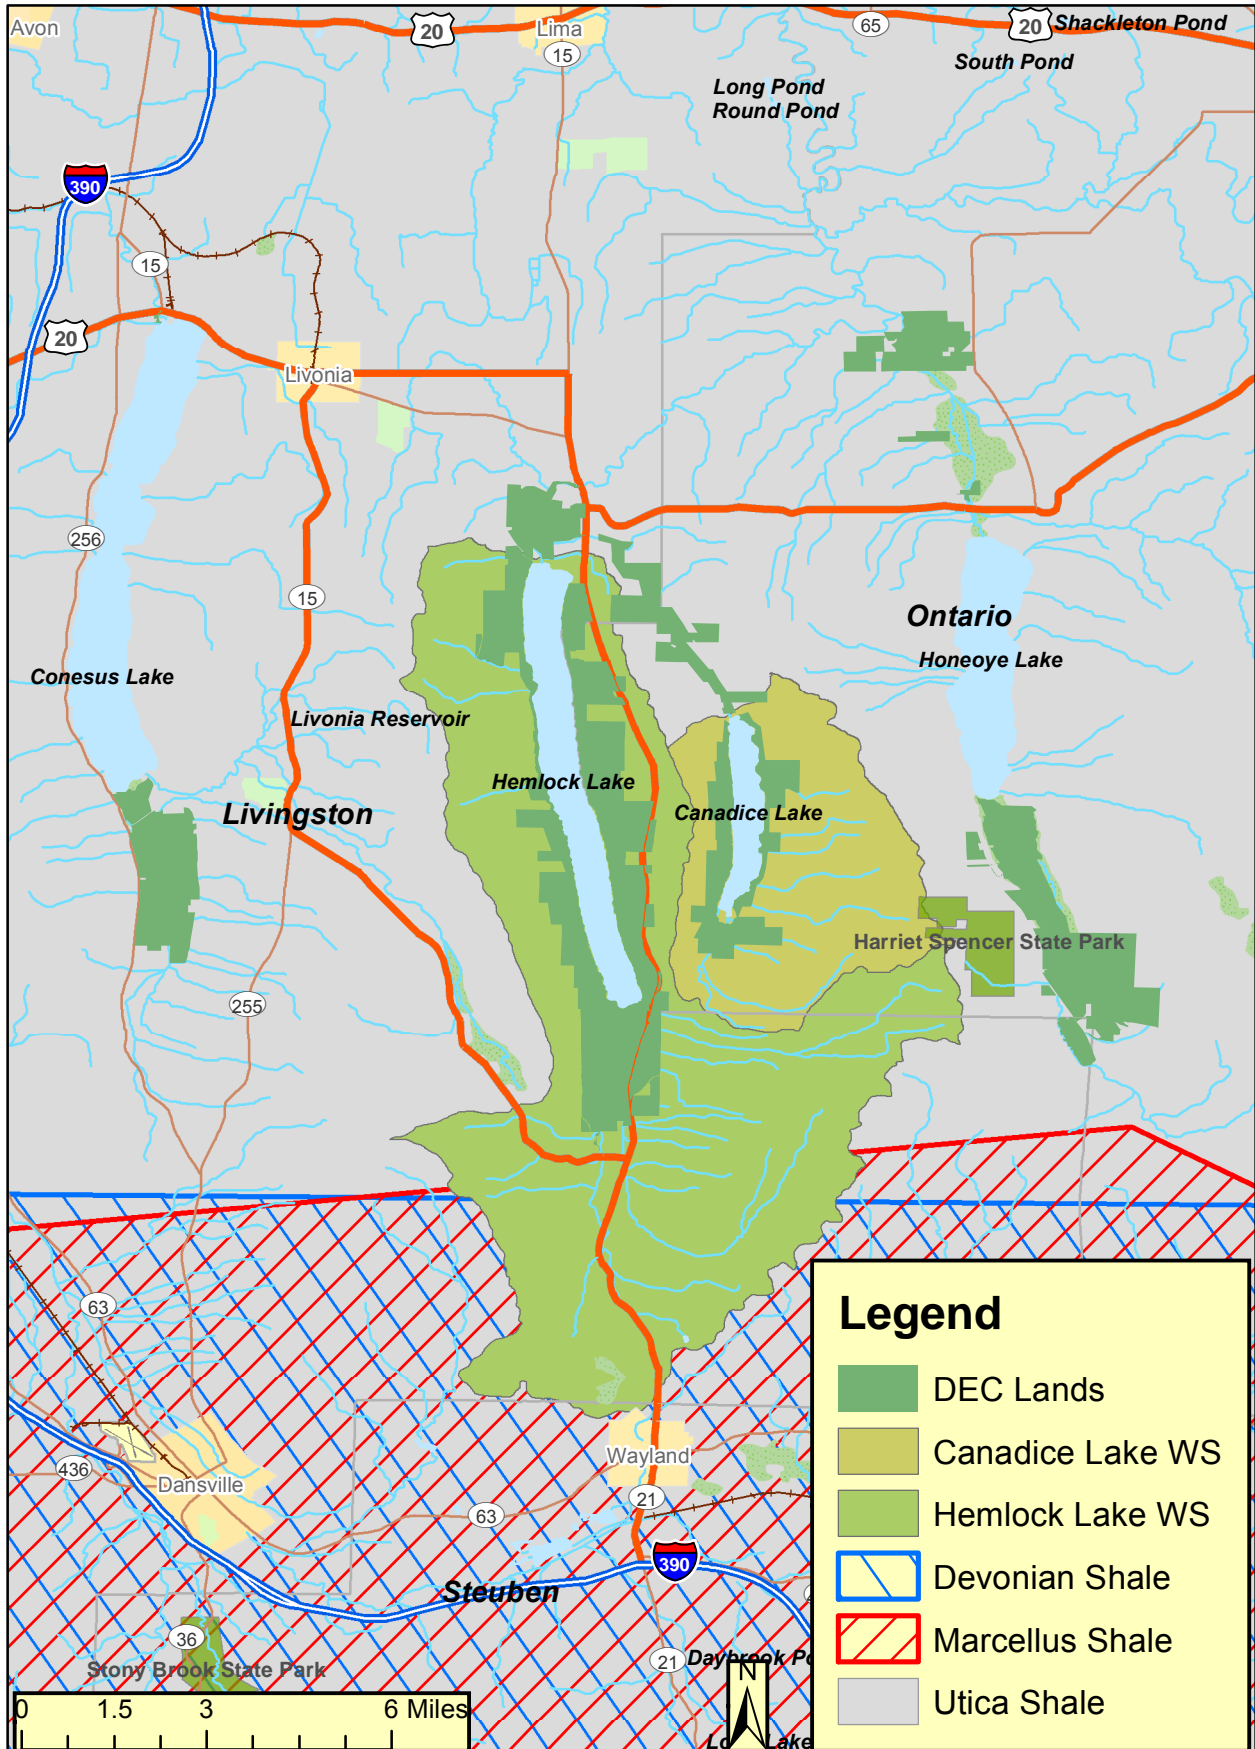 Avon
20
Lima
15
65
20
Shackleton Pond
South Pond
Long Pond
Round Pond
390
15
20
Livonia
256
15
Ontario
Honeoye Lake
Conesus Lake
Livonia Reservoir
Hemlock Lake
Canadice Lake
Livingston
Harriet Spencer State Park
255
63
Legend
DEC Lands
Canadice Lake WS
Hemlock Lake WS
Devonian Shale
Marcellus Shale
Utica Shale
436
Dansville
Wayland
21
63
390
Steuben
36
Stony Brook State Park
21
Daybrook Po
N
0 1.5 3 6 Miles
Lake